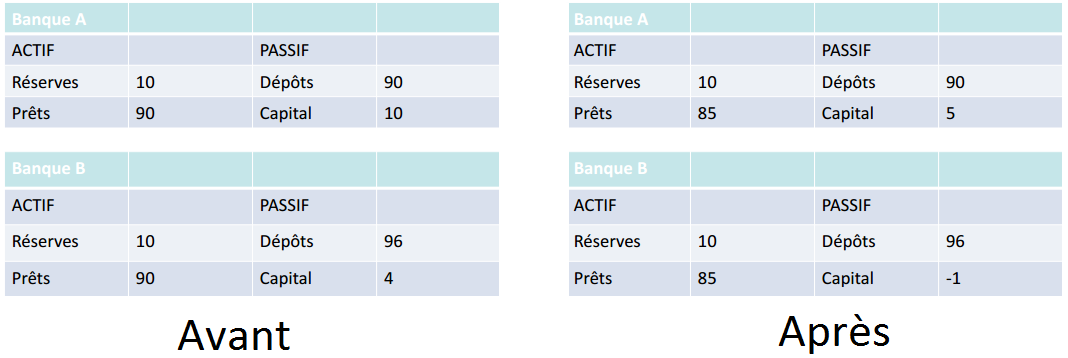 Banque A
ACTIF PASSIF
Réserves 10 Dépôts 90
Prêts 90 Capital 10
Banque B
ACTIF PASSIF
Réserves 10 Dépôts 96
Prêts 90 Capital 4
Avant
Banque A
ACTIF PASSIF
Réserves 10 Dépôts 90
Prêts 85 Capital 5
Banque B
ACTIF PASSIF
Réserves 10 Dépôts 96
Prêts 85 Capital -1
Après